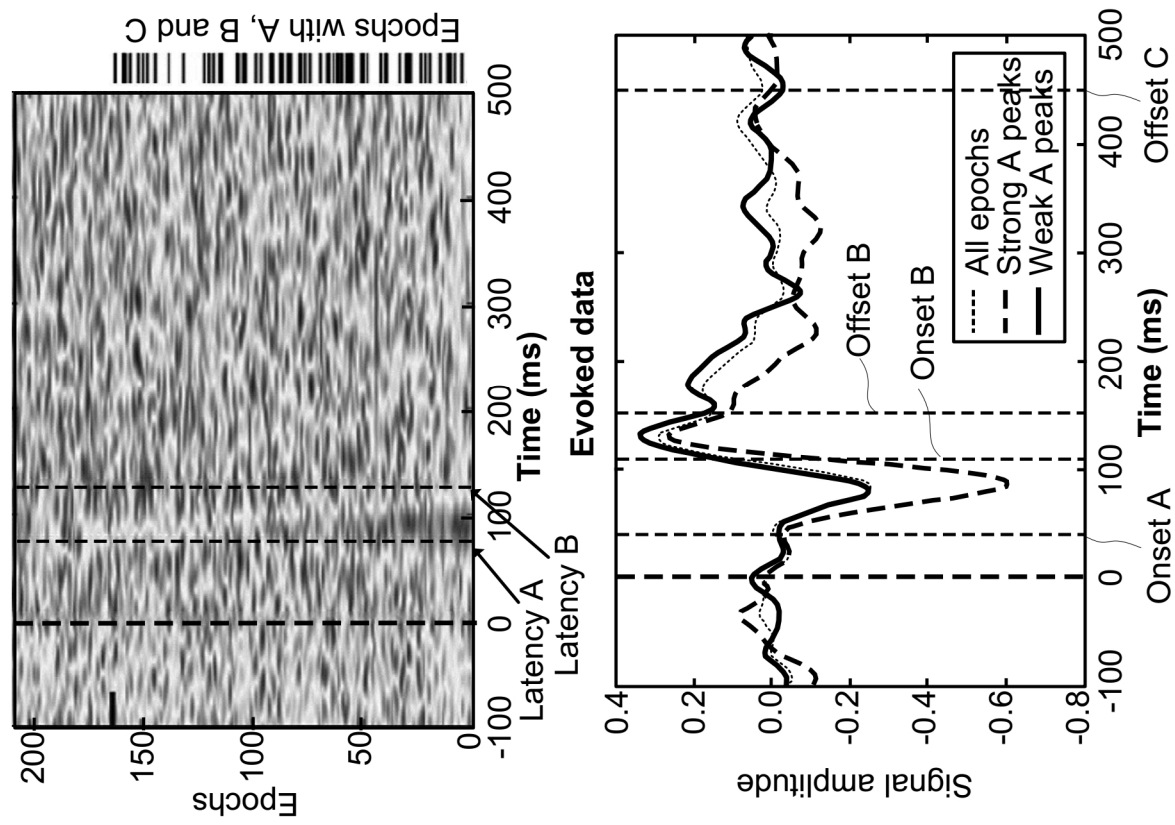 Epochs with A, B and C
Epochs
200
150
100
50
0
-100
0
100
200
300
400
500
Time (ms)
Latency A
Latency B
Evoked data
Signal amplitude
0.4
0.2
0.0
-0.2
-0.4
-0.6
-0.8
-100
0
100
200
300
400
500
Time (ms)
Onset A
Onset B
Offset B
Offset C
All epochs
Strong A peaks
Weak A peaks